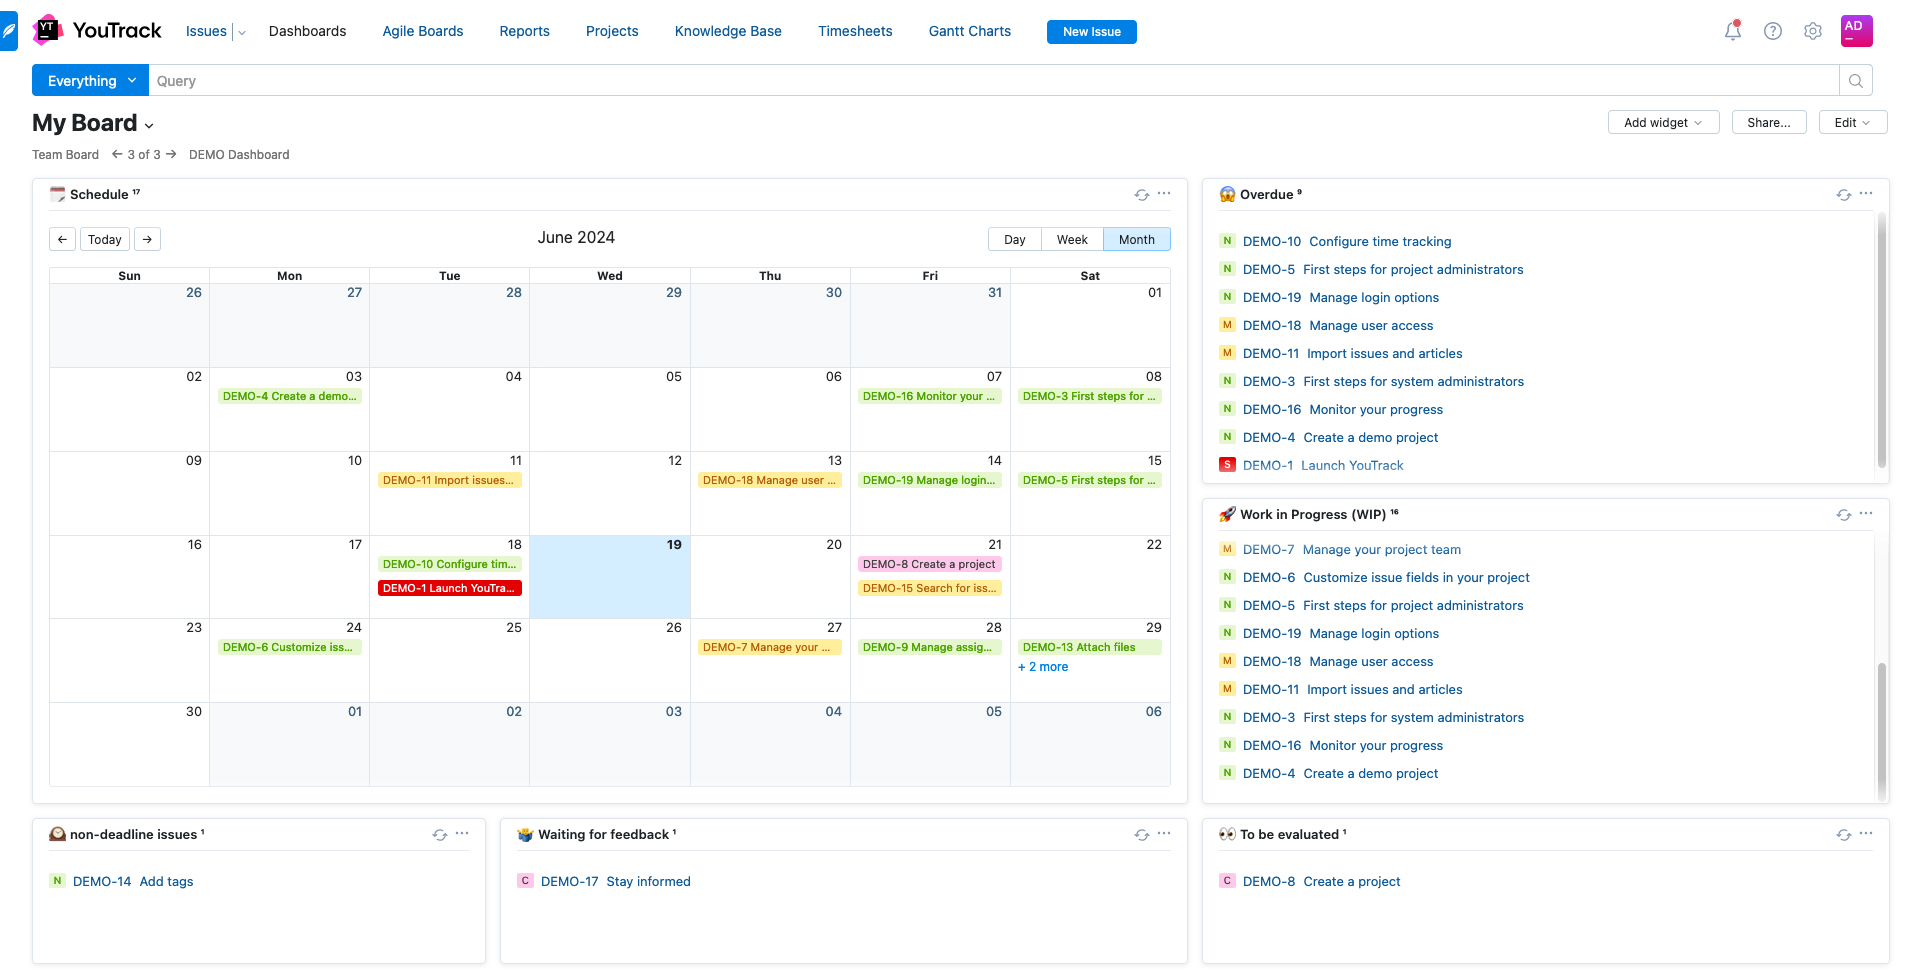 YT
YouTrack
Issues
Dashboards
Agile Boards
Reports
Projects
Knowledge Base
Timesheets
Gantt Charts
New Issue
AD
Everything
Query
My Board
Add widget
Share...
Edit
Team Board
3 of 3
DEMO Dashboard
Schedule 17
Today
June 2024
Day
Week
Month
Sun Mon Tue Wed Thu Fri Sat
26 27 28 29 30 31 01
02 03 04 05 06 07 08
DEMO-4 Create a demo...
DEMO-16 Monitor your ...
DEMO-3 First steps for ...
09 10 11 12 13 14 15
DEMO-11 Import issues...
DEMO-18 Manage user ...
DEMO-19 Manage login...
DEMO-5 First steps for ...
16 17 18 19 20 21 22
DEMO-10 Configure tim...
DEMO-8 Create a project
DEMO-1 Launch YouTra...
DEMO-15 Search for iss...
23 24 25 26 27 28 29
DEMO-6 Customize iss...
DEMO-7 Manage your ...
DEMO-9 Manage assig...
DEMO-13 Attach files
+ 2 more
30 01 02 03 04 05 06
Overdue 9
N DEMO-10 Configure time tracking
N DEMO-5 First steps for project administrators
N DEMO-19 Manage login options
M DEMO-18 Manage user access
M DEMO-11 Import issues and articles
N DEMO-3 First steps for system administrators
N DEMO-16 Monitor your progress
N DEMO-4 Create a demo project
S DEMO-1 Launch YouTrack
Work in Progress (WIP) 16
M DEMO-7 Manage your project team
N DEMO-6 Customize issue fields in your project
N DEMO-5 First steps for project administrators
N DEMO-19 Manage login options
M DEMO-18 Manage user access
M DEMO-11 Import issues and articles
N DEMO-3 First steps for system administrators
N DEMO-16 Monitor your progress
N DEMO-4 Create a demo project
non-deadline issues 1
N DEMO-14 Add tags
Waiting for feedback 1
C DEMO-17 Stay informed
To be evaluated 1
C DEMO-8 Create a project